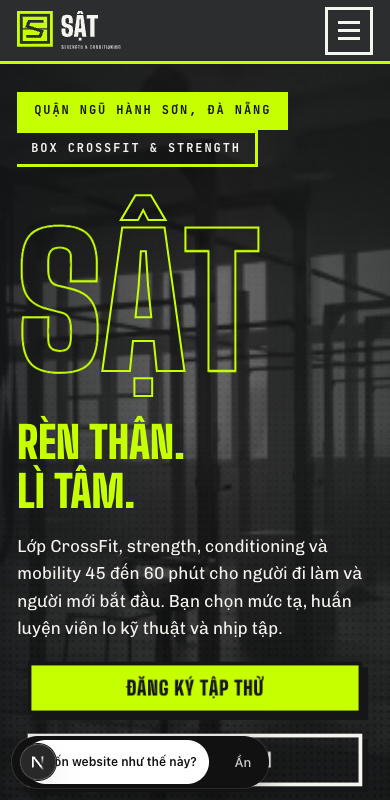 SẬT
STRENGTH & CONDITIONING
QUẬN NGŨ HÀNH SƠN, ĐÀ NẴNG
BOX CROSSFIT & STRENGTH
SẬT
RÈN THÂN.
LÌ TÂM.
Lớp CrossFit, strength, conditioning và
mobility 45 đến 60 phút cho người đi làm và
người mới bắt đầu. Bạn chọn mức tạ, huấn
luyện viên lo kỹ thuật và nhịp tập.
ĐĂNG KÝ TẬP THỬ
website như thế này?
Ẩn